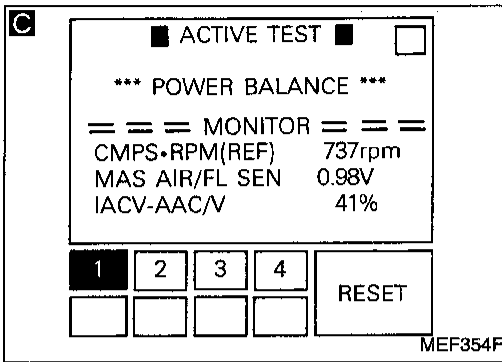 C
■ ACTIVE TEST ■
*** POWER BALANCE ***
= = = MONITOR = = =
CMPS•RPM(REF) 737rpm
MAS AIR/FL SEN 0.98V
IACV-AAC/V 41%
1 2 3 4 RESET
MEF354F